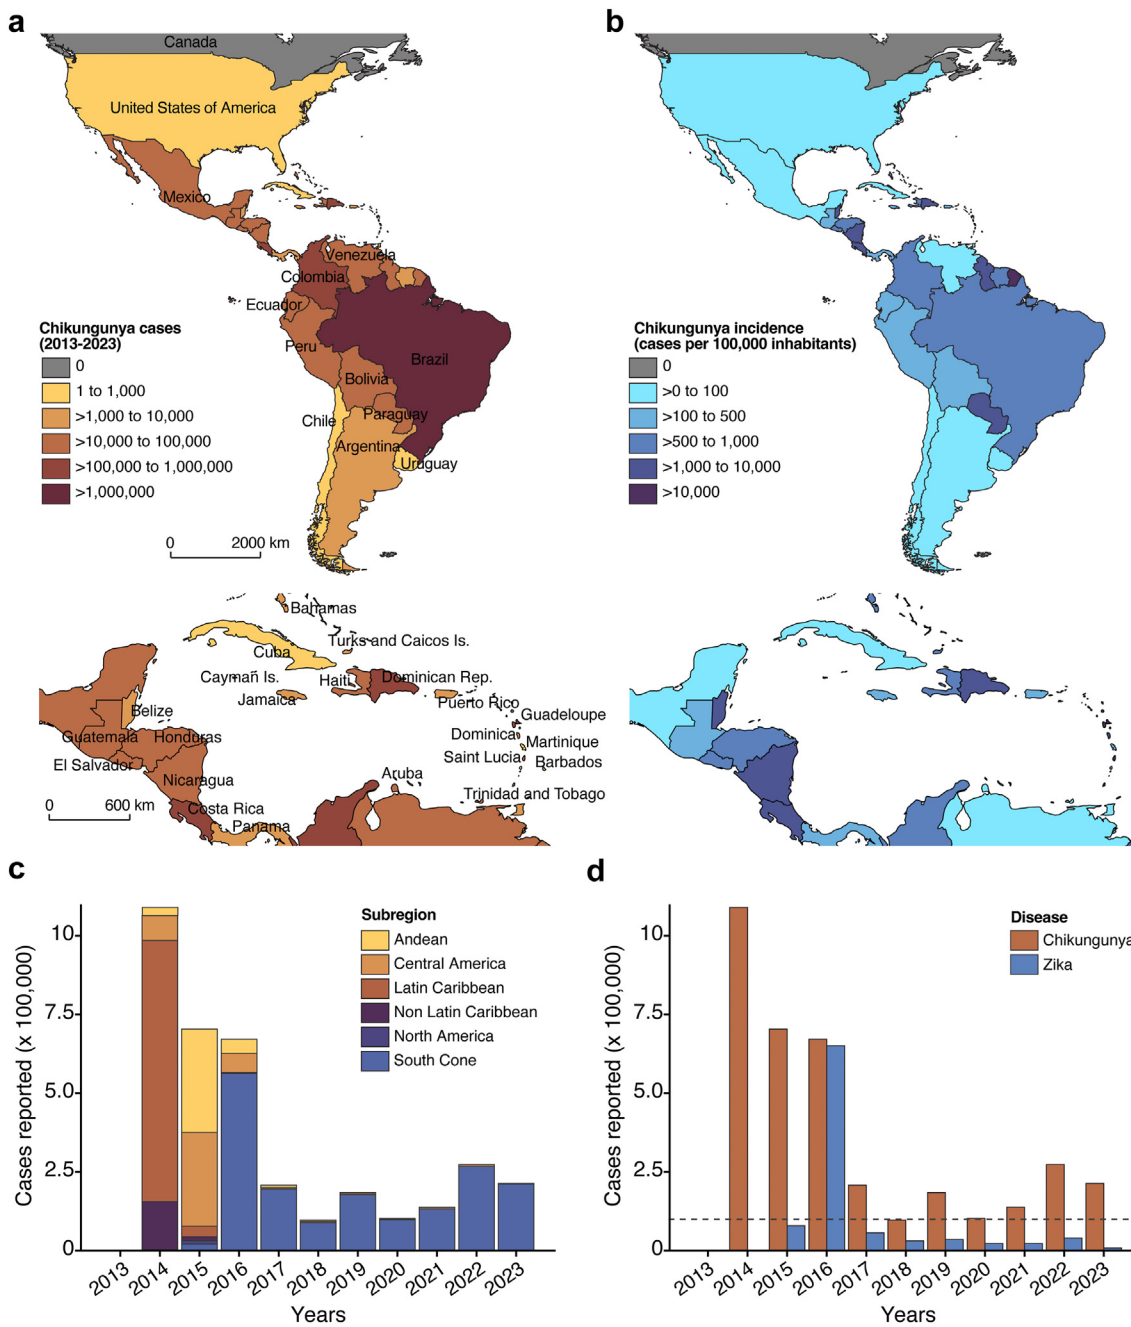 a
Canada
United States of America
Mexico
Venezuela
Colombia
Ecuador
Peru
Brazil
Bolivia
Paraguay
Chile
Argentina
Uruguay
Chikungunya cases
(2013-2023)
0
1 to 1,000
>1,000 to 10,000
>10,000 to 100,000
>100,000 to 1,000,000
>1,000,000
0 2000 km
Bahamas
Turks and Caicos Is.
Cuba
Cayman Is.
Haiti
Dominican Rep.
Jamaica
Puerto Rico
Belize
Guadeloupe
Guatemala
Honduras
Dominica
Martinique
El Salvador
Saint Lucia
Barbados
Nicaragua
Aruba
Trinidad and Tobago
Costa Rica
Panama
0 600 km
b
Chikungunya incidence
(cases per 100,000 inhabitants)
0
>0 to 100
>100 to 500
>500 to 1,000
>1,000 to 10,000
>10,000
c
Cases reported (x 100,000)
10
7.5
5.0
2.5
0
Subregion
Andean
Central America
Latin Caribbean
Non Latin Caribbean
North America
South Cone
2013 2014 2015 2016 2017 2018 2019 2020 2021 2022 2023
Years
d
Cases reported (x 100,000)
10
7.5
5.0
2.5
0
Disease
Chikungunya
Zika
2013 2014 2015 2016 2017 2018 2019 2020 2021 2022 2023
Years